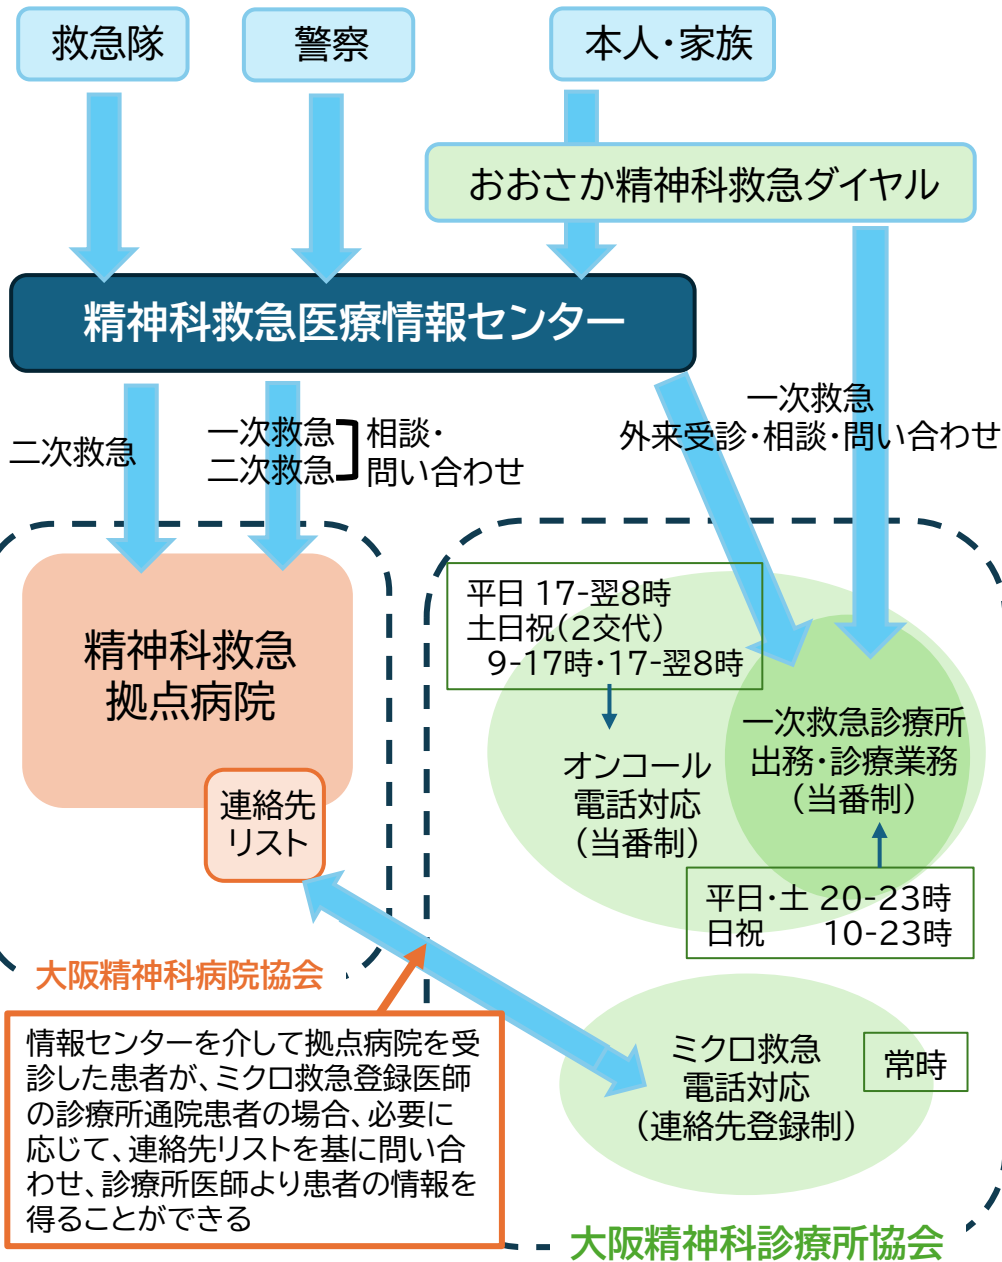 救急隊
警察
本人・家族
おおさか精神科救急ダイヤル
精神科救急医療情報センター
二次救急
一次救急
二次救急
相談・
問い合わせ
一次救急
外来受診・相談・問い合わせ
精神科救急
拠点病院
連絡先
リスト
大阪精神科病院協会
平日 17-翌8時
土日祝(2交代)
9-17時・17-翌8時
オンコール
電話対応
(当番制)
一次救急診療所
出務・診療業務
(当番制)
平日・土 20-23時
日祝 10-23時
情報センターを介して拠点病院を受
診した患者が、ミクロ救急登録医師
の診療所通院患者の場合、必要に
応じて、連絡先リストを基に問い合
わせ、診療所医師より患者の情報を
得ることができる
ミクロ救急
電話対応
(連絡先登録制)
常時
大阪精神科診療所協会